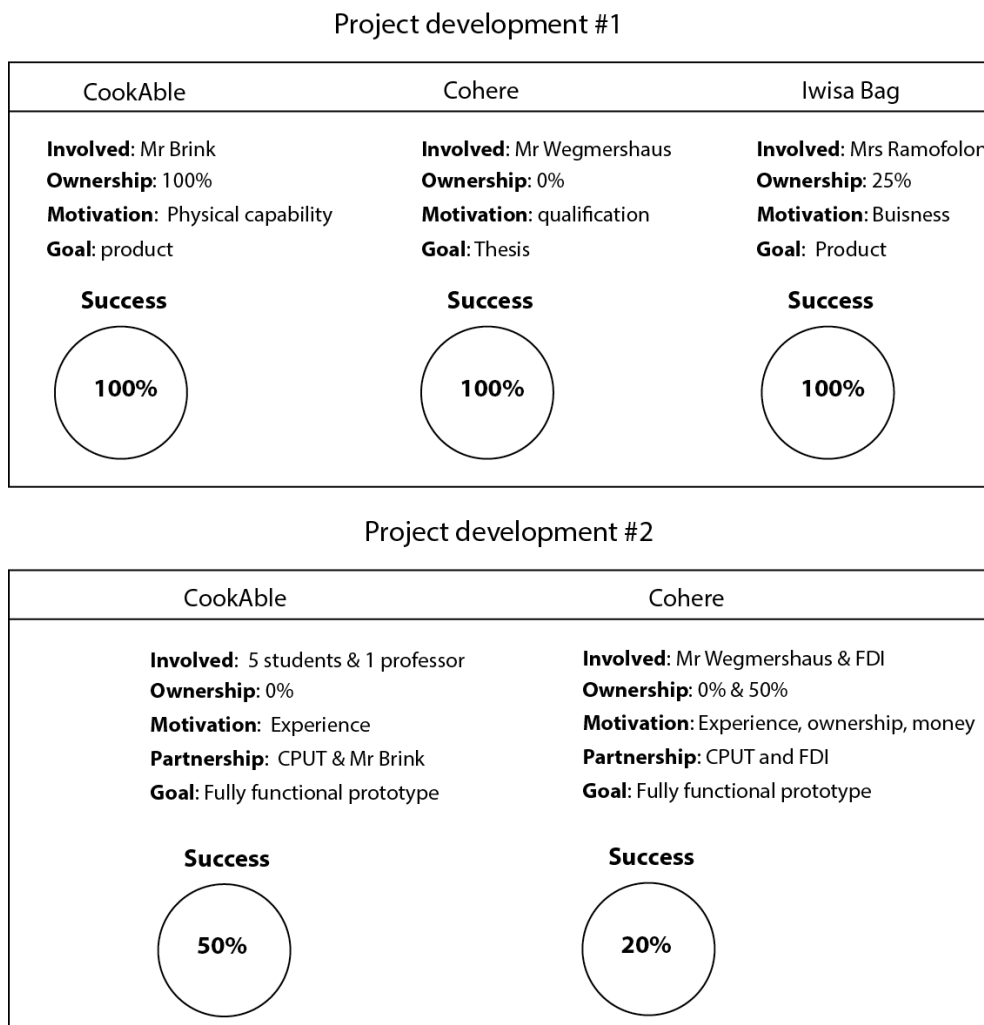 Project development #1
CookAble
Cohere
Iwisa Bag
Involved: Mr Brink
Ownership: 100%
Motivation: Physical capability
Goal: product
Success
100%
Involved: Mr Wegmershaus
Ownership: 0%
Motivation: qualification
Goal: Thesis
Success
100%
Involved: Mrs Ramofolon
Ownership: 25%
Motivation: Buisness
Goal: Product
Success
100%
Project development #2
CookAble
Cohere
Involved: 5 students & 1 professor
Ownership: 0%
Motivation: Experience
Partnership: CPUT & Mr Brink
Goal: Fully functional prototype
Success
50%
Involved: Mr Wegmershaus & FDI
Ownership: 0% & 50%
Motivation: Experience, ownership, money
Partnership: CPUT and FDI
Goal: Fully functional prototype
Success
20%